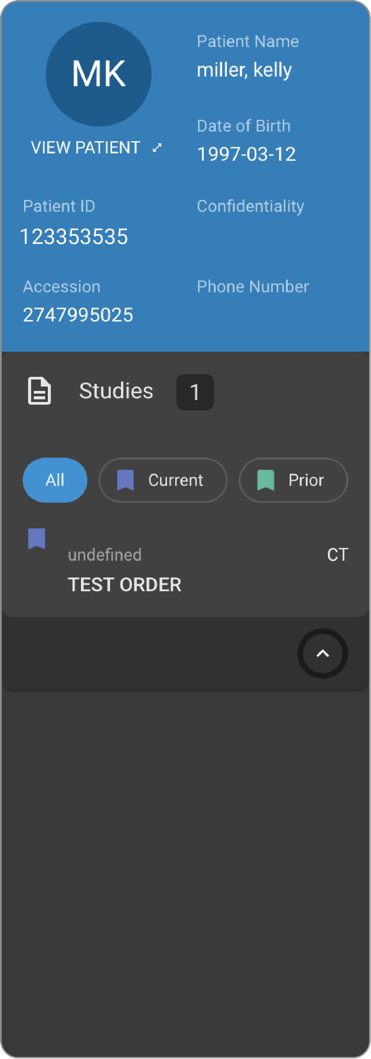 MK
VIEW PATIENT
Patient Name
miller, kelly
Date of Birth
1997-03-12
Patient ID
123353535
Confidentiality
Accession
2747995025
Phone Number
Studies 1
All Current Prior
undefined CT
TEST ORDER